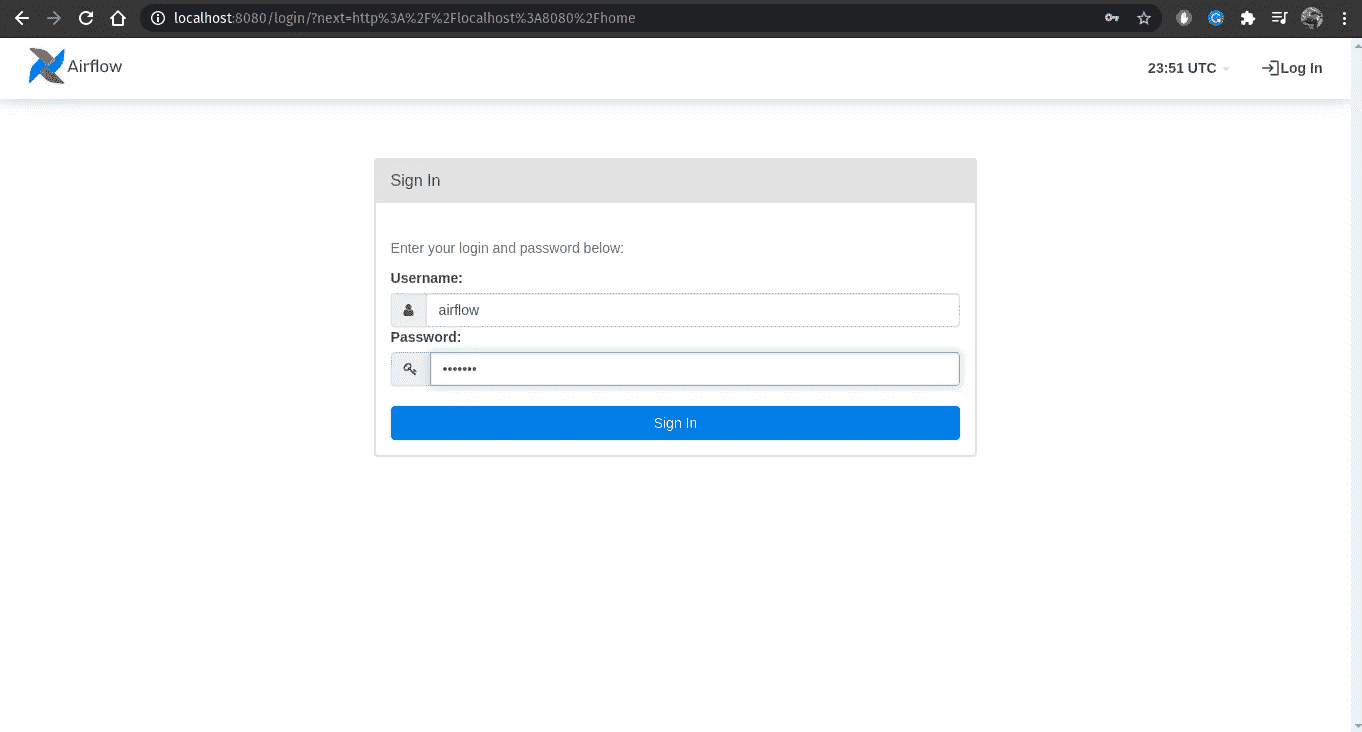 localhost:8080/login/?next=http%3A%2F%2Flocalhost%3A8080%2Fhome
Airflow
23:51 UTC
Log In
Sign In
Enter your login and password below:
Username:
airflow
Password:
•••••••
Sign In